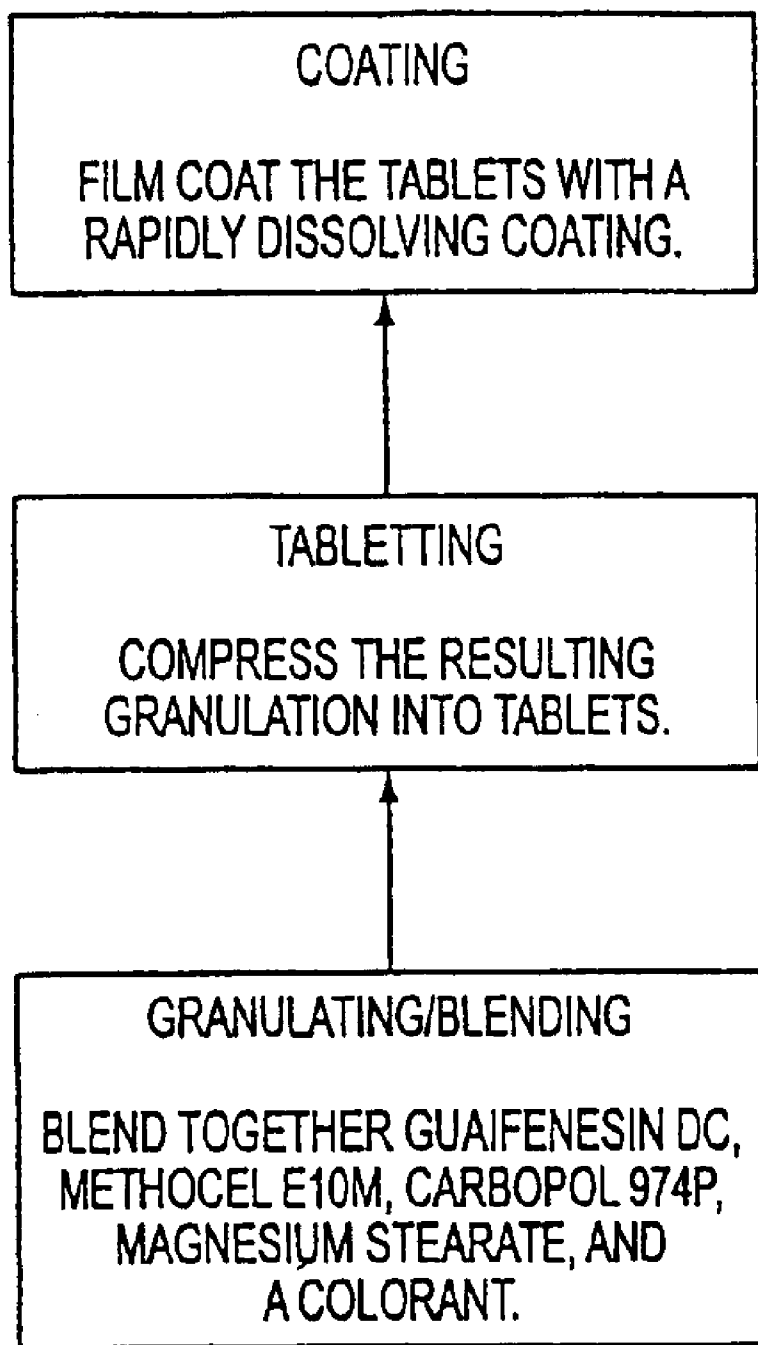 COATING
FILM COAT THE TABLETS WITH A
RAPIDLY DISSOLVING COATING.
TABLETTING
COMPRESS THE RESULTING
GRANULATION INTO TABLETS.
GRANULATING/BLENDING
BLEND TOGETHER GUAIFENESIN DC,
METHOCEL E10M, CARBOPOL 974P,
MAGNESIUM STEARATE, AND
A COLORANT.